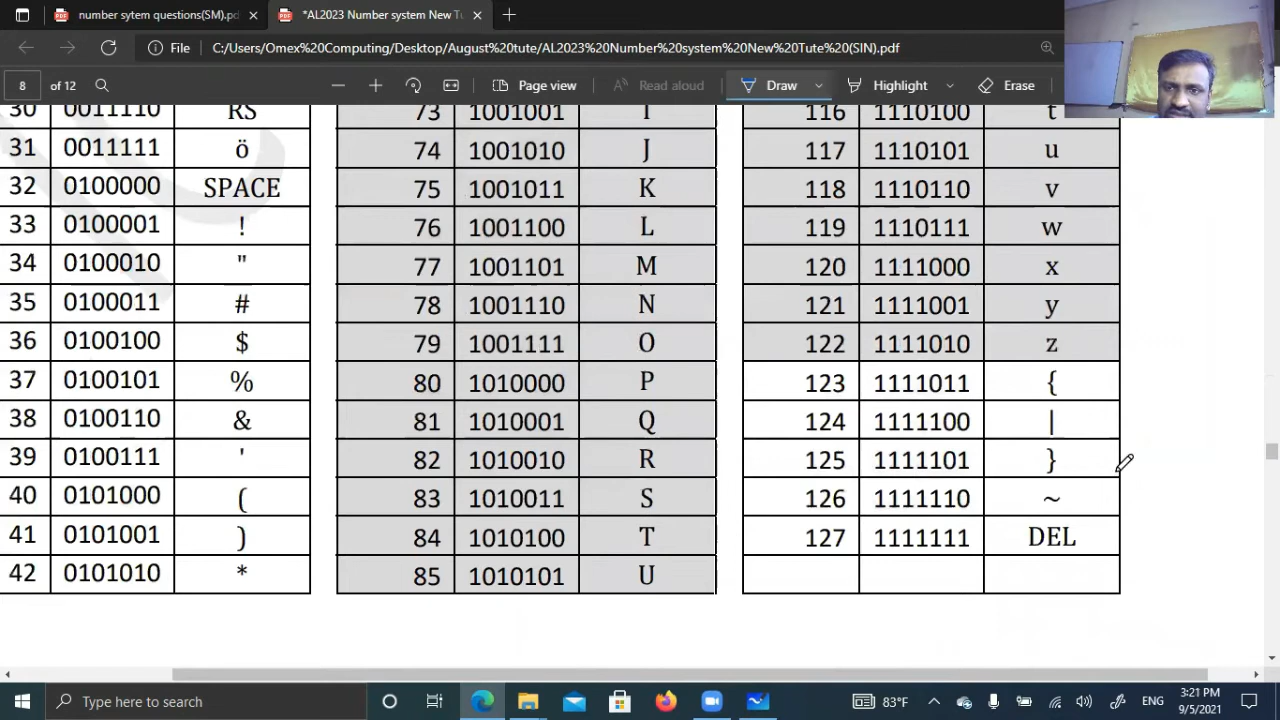 number sytem questions(SM).pd
*AL2023 Number system New Tu
File C:/Users/Omex%20Computing/Desktop/August%20tute/AL2023%20Number%20system%20New%20Tute%20(SIN).pdf
8 of 12 Page view Read aloud Draw Highlight Erase
30 0011110 RS 73 1001001 I 116 1110100 t
31 0011111 ö 74 1001010 J 117 1110101 u
32 0100000 SPACE 75 1001011 K 118 1110110 v
33 0100001 ! 76 1001100 L 119 1110111 w
34 0100010 " 77 1001101 M 120 1111000 x
35 0100011 # 78 1001110 N 121 1111001 y
36 0100100 $ 79 1001111 O 122 1111010 z
37 0100101 % 80 1010000 P 123 1111011 {
38 0100110 & 81 1010001 Q 124 1111100 |
39 0100111 ' 82 1010010 R 125 1111101 }
40 0101000 ( 83 1010011 S 126 1111110 ~
41 0101001 ) 84 1010100 T 127 1111111 DEL
42 0101010 * 85 1010101 U
Type here to search 83°F ENG 3:21 PM
9/5/2021